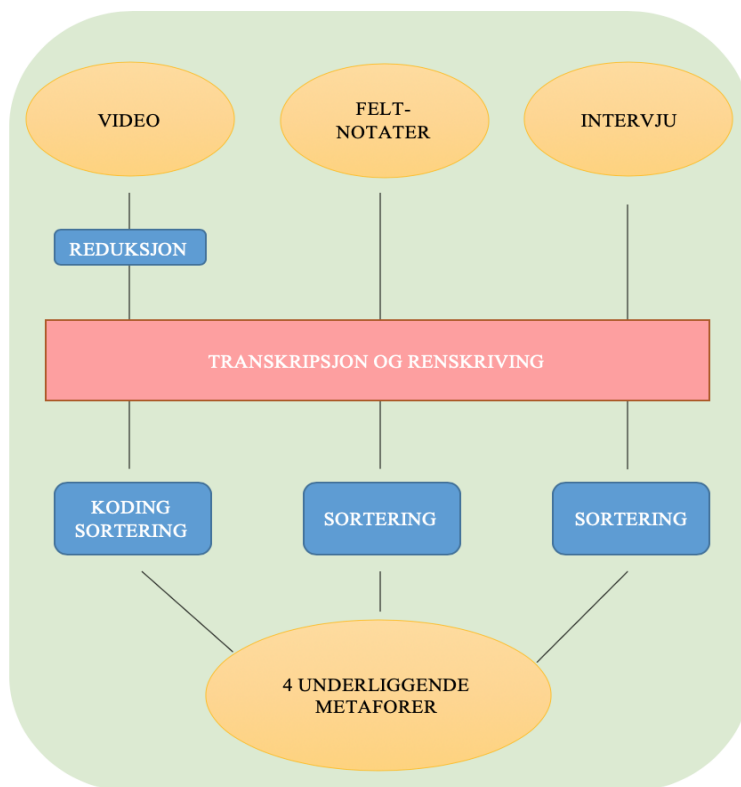 VIDEO
FELT-
NOTATER
INTERVJU
REDUKSJON
TRANSKRIPSJON OG RENSKRIVING
KODING
SORTERING
SORTERING
SORTERING
4 UNDERLIGGENDE
METAFORER